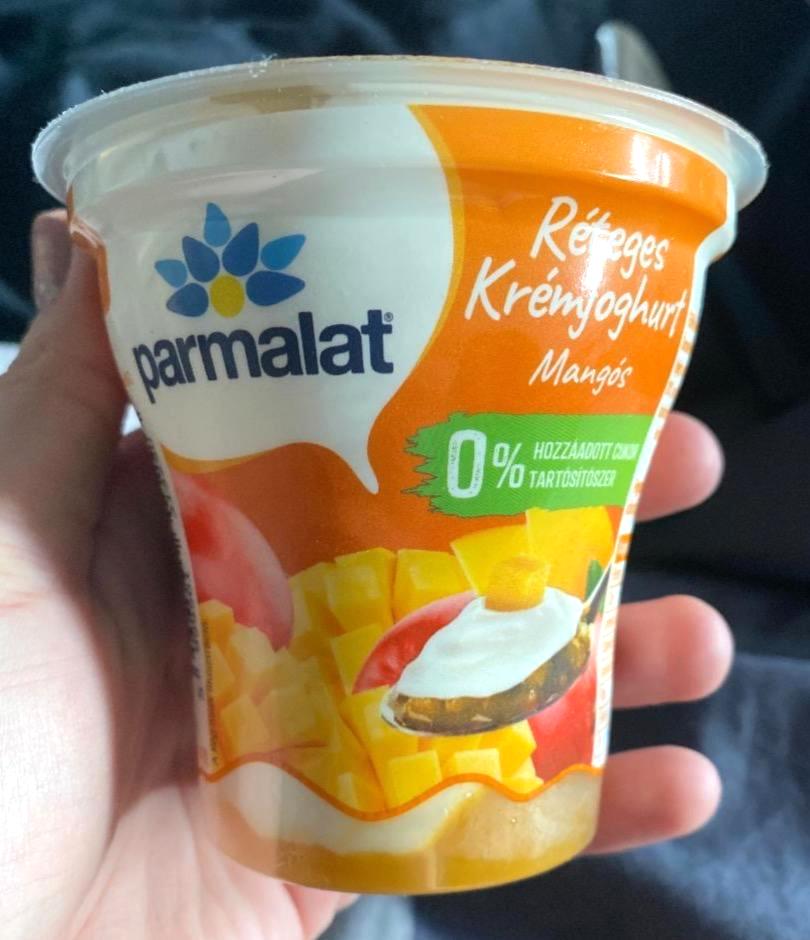 parmalat®
Réteges
Krémjoghurt
Mangós
0% HOZZÁADOTT CUKOR
TARTÓSÍTÓSZER